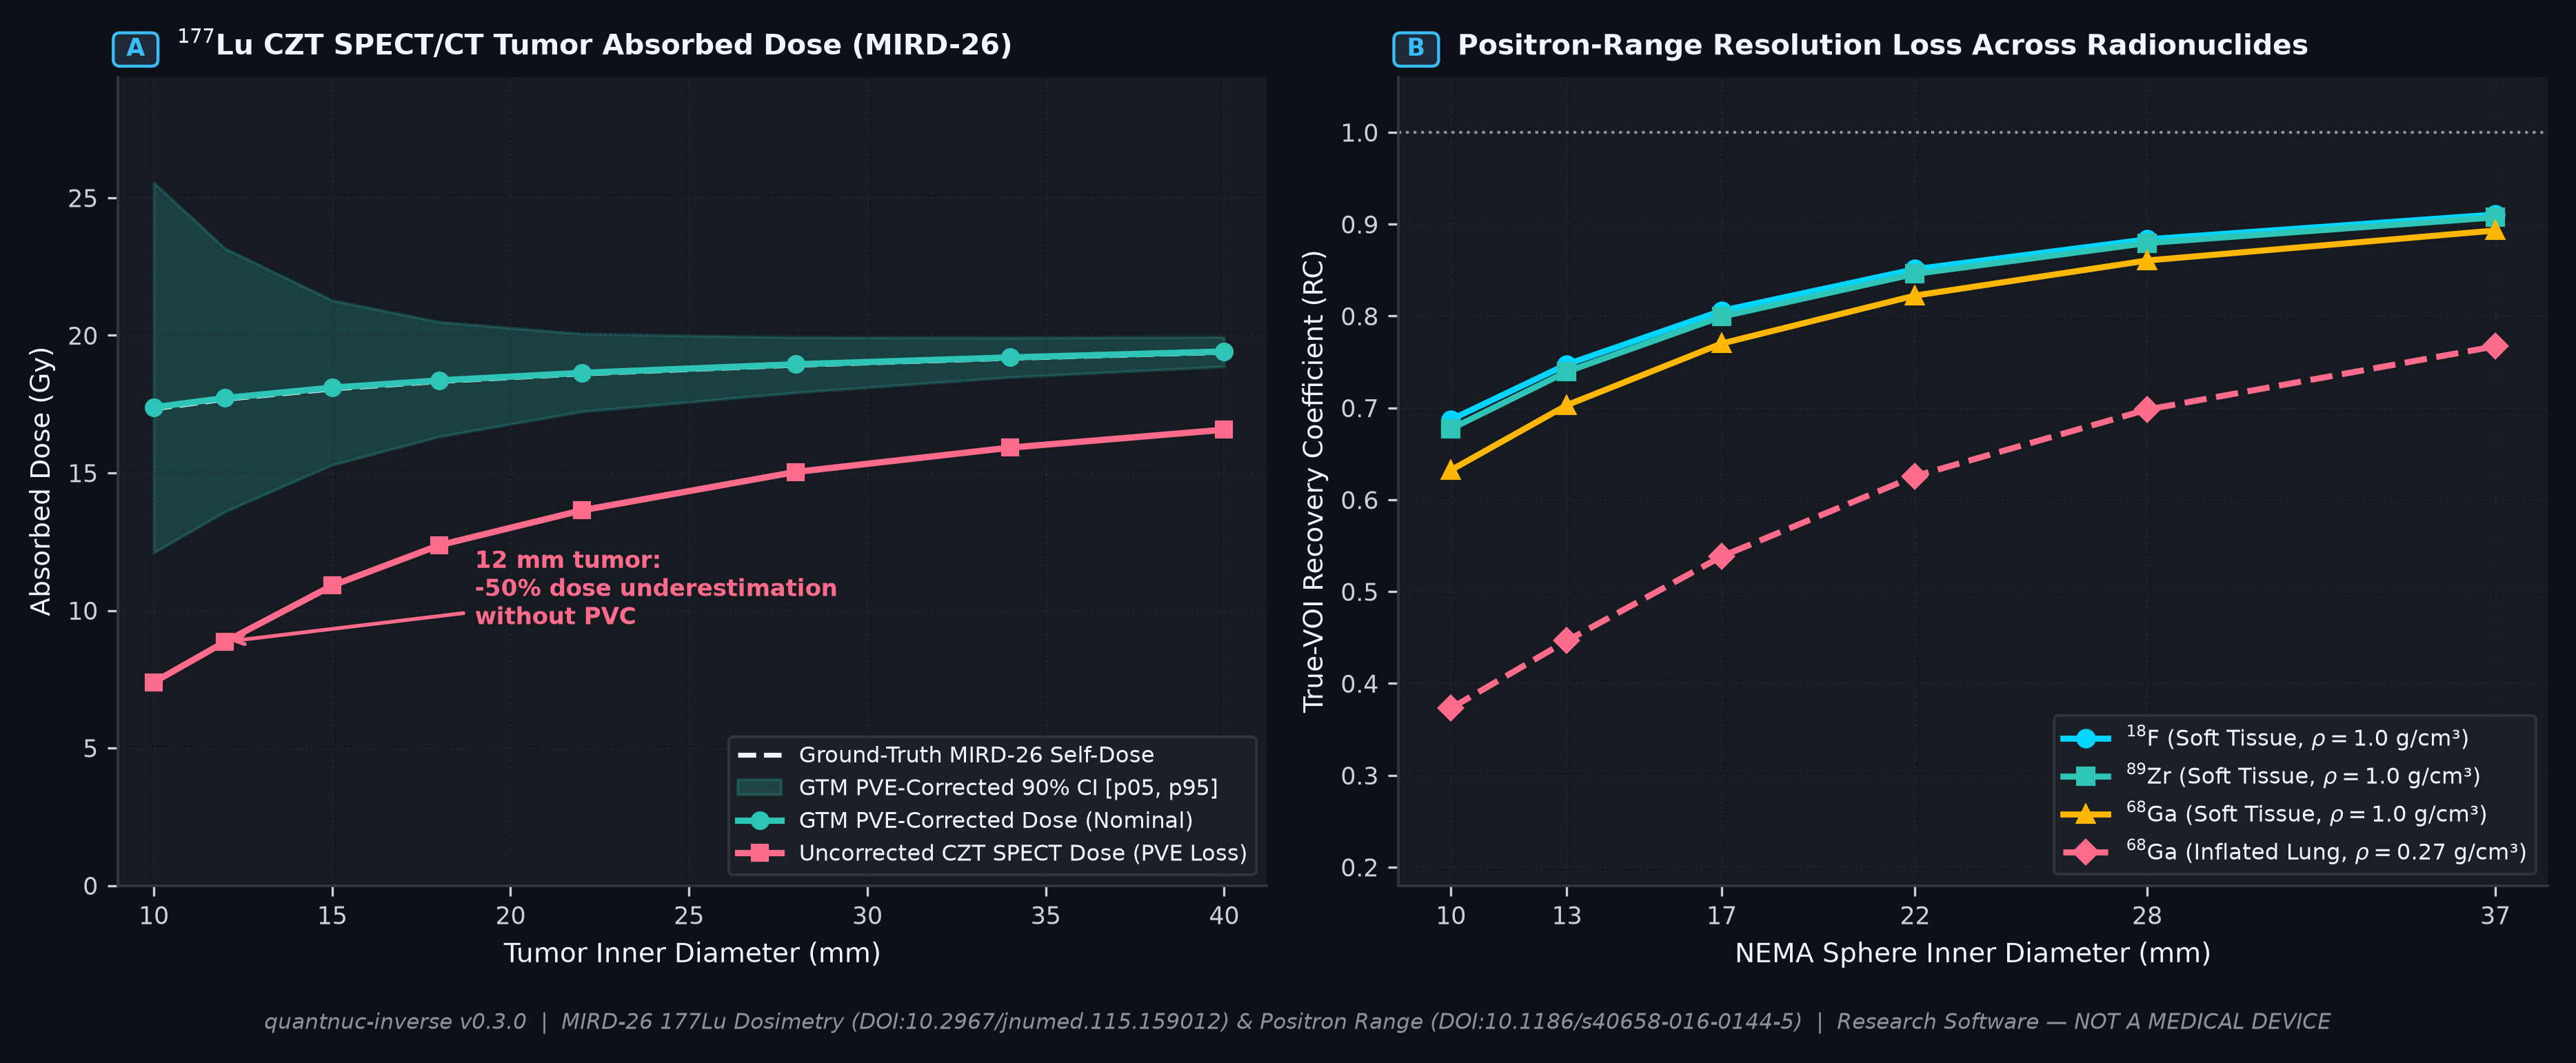 A
¹⁷⁷Lu CZT SPECT/CT Tumor Absorbed Dose (MIRD-26)
Absorbed Dose (Gy)
25
20
15
10
5
0
12 mm tumor:
-50% dose underestimation
without PVC
Ground-Truth MIRD-26 Self-Dose
GTM PVE-Corrected 90% CI [p05, p95]
GTM PVE-Corrected Dose (Nominal)
Uncorrected CZT SPECT Dose (PVE Loss)
10 15 20 25 30 35 40
Tumor Inner Diameter (mm)
B
Positron-Range Resolution Loss Across Radionuclides
True-VOI Recovery Coefficient (RC)
1.0
0.9
0.8
0.7
0.6
0.5
0.4
0.3
0.2
¹⁸F (Soft Tissue, ρ = 1.0 g/cm³)
⁸⁹Zr (Soft Tissue, ρ = 1.0 g/cm³)
⁶⁸Ga (Soft Tissue, ρ = 1.0 g/cm³)
⁶⁸Ga (Inflated Lung, ρ = 0.27 g/cm³)
10 13 17 22 28 37
NEMA Sphere Inner Diameter (mm)
quantnuc-inverse v0.3.0 | MIRD-26 177Lu Dosimetry (DOI:10.2967/jnumed.115.159012) & Positron Range (DOI:10.1186/s40658-016-0144-5) | Research Software — NOT A MEDICAL DEVICE